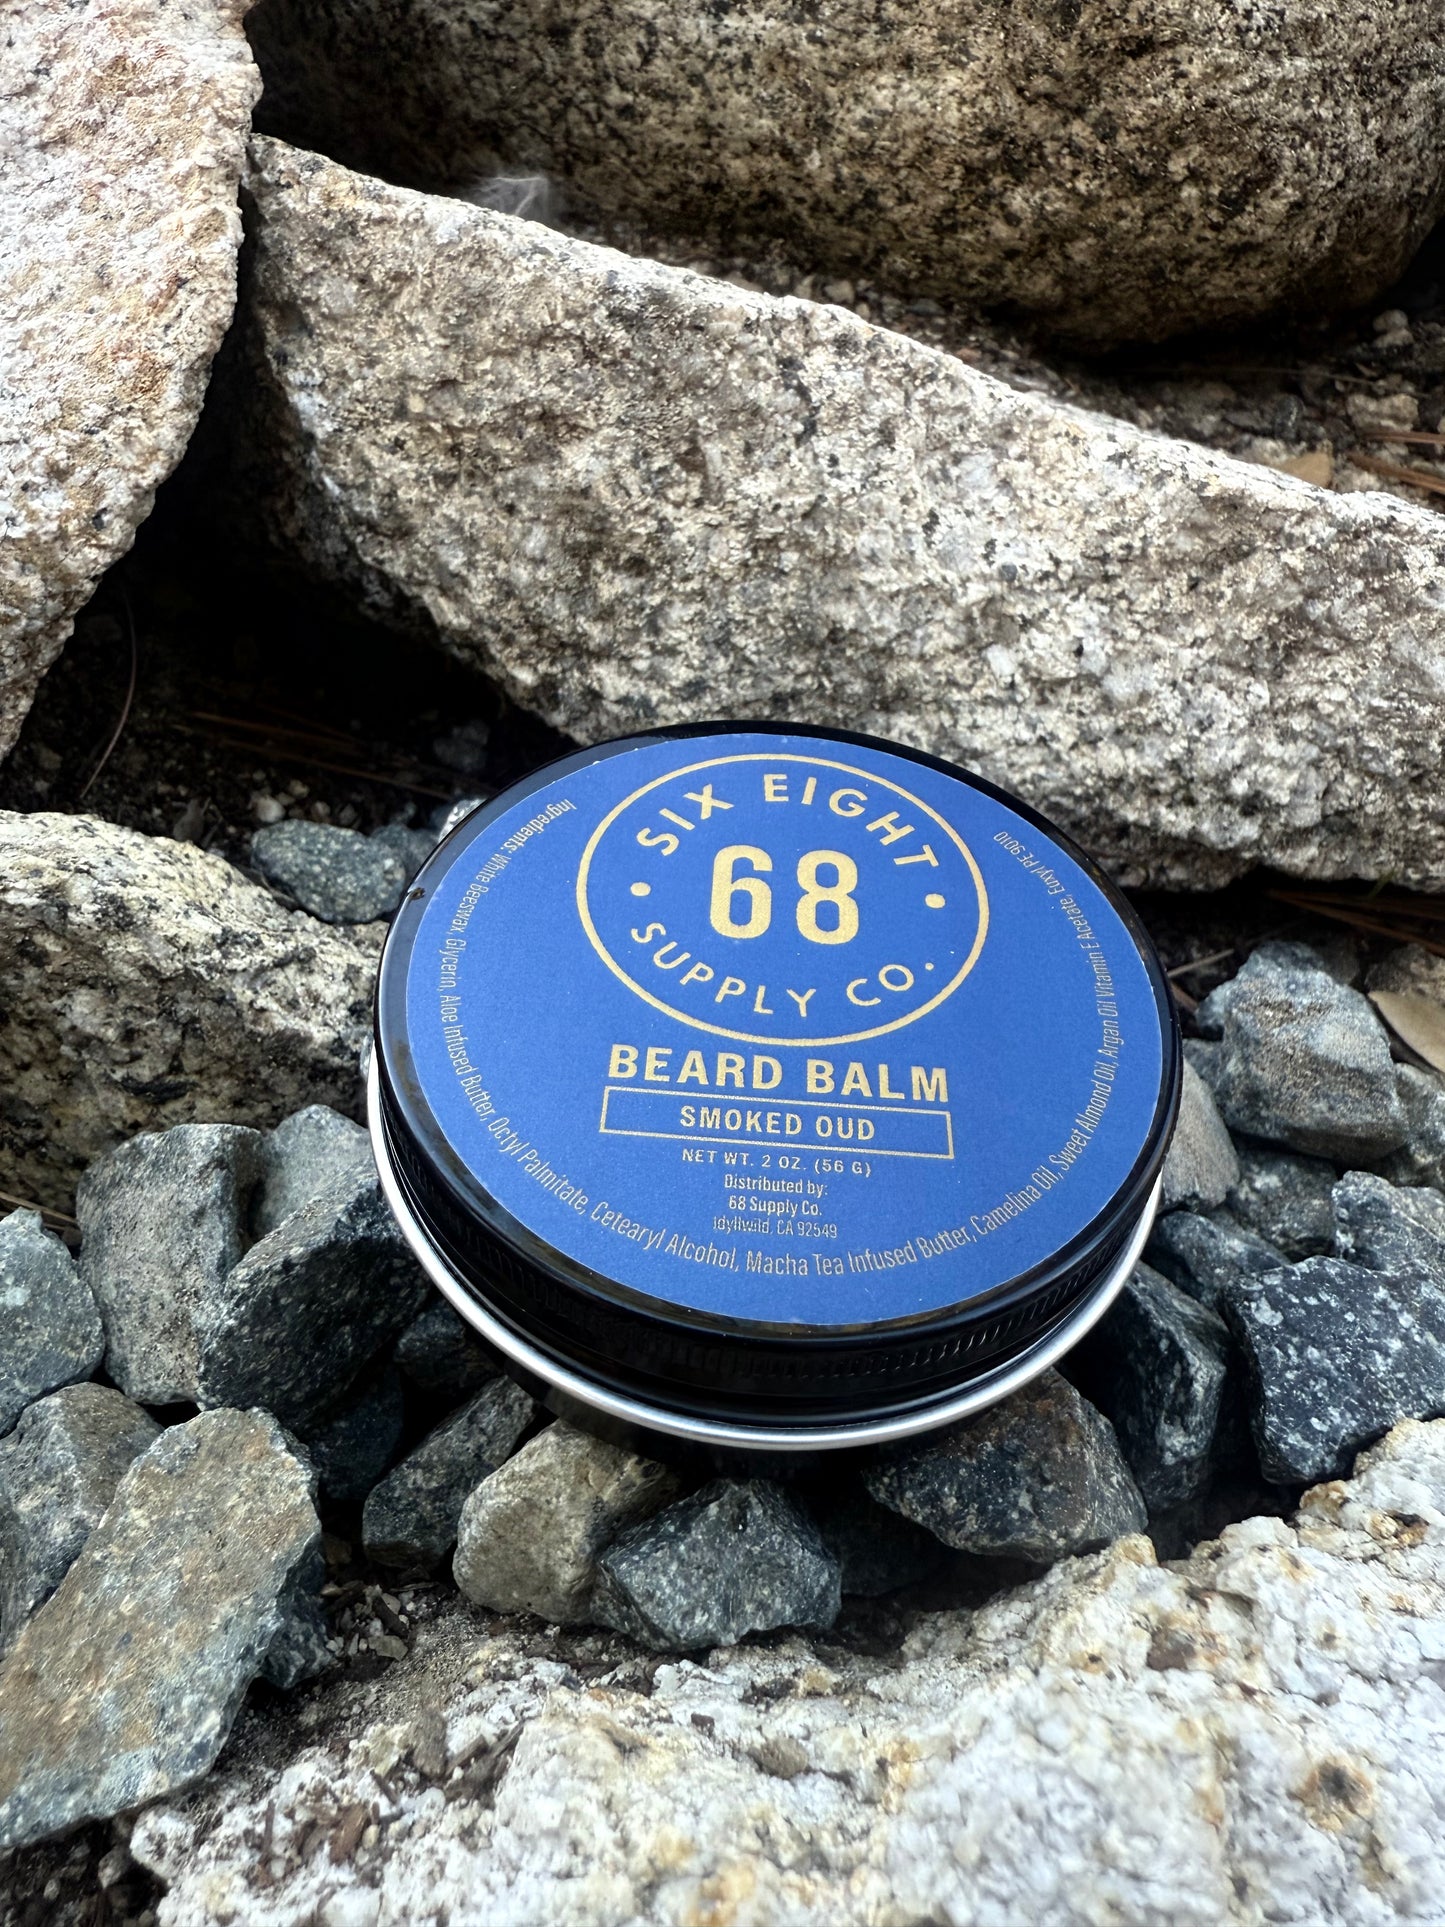 SIX EIGHT
68
SUPPLY CO.
BEARD BALM
SMOKED OUD
NET WT. 2 OZ. (56 G)
Distributed by:
68 Supply Co.
Idyllwild, CA 92549
Ingredients: White Beeswax, Glycerin, Aloe Infused Butter, Octyl Palmitate, Cetearyl Alcohol, Macha Tea Infused Butter, Camelina Oil, Sweet Almond Oil, Argan Oil Vitamin E Acetate, Euxyl PE 9010